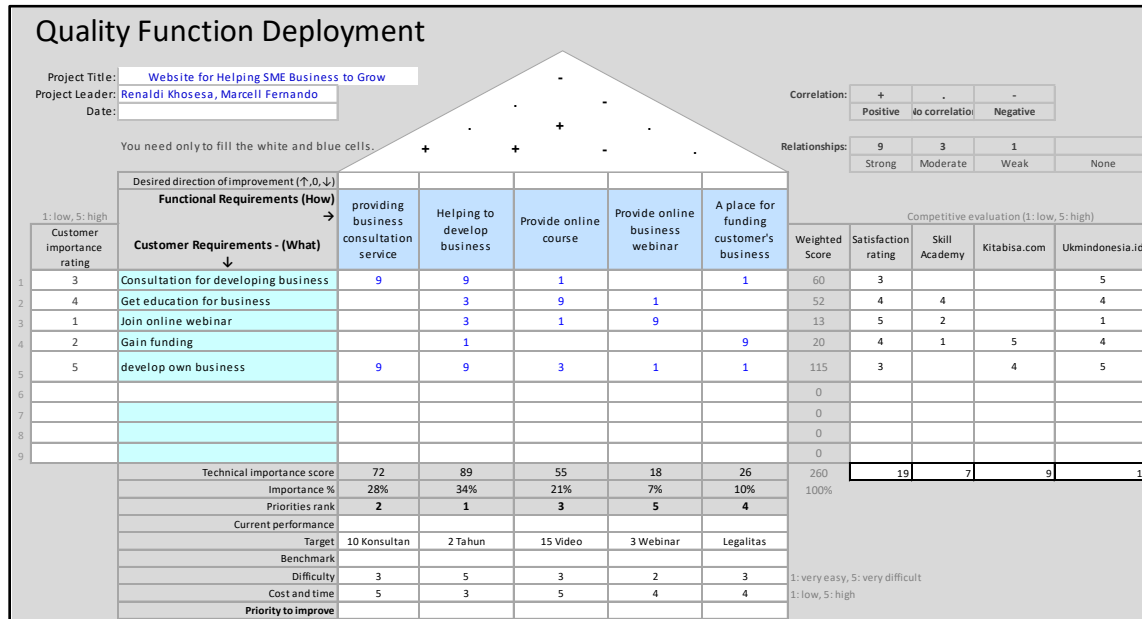 Quality Function Deployment
Project Title: Website for Helping SME Business to Grow
Project Leader: Renaldi Khosesa, Marcell Fernando
Date:
Correlation: + . -
Positive No correlation Negative
You need only to fill the white and blue cells.
Relationships: 9 3 1
Strong Moderate Weak None
-
. -
. + .
+ + - .
Desired direction of improvement (↑,0,↓)
1: low, 5: high
Functional Requirements (How) →
Customer importance rating
Customer Requirements - (What) ↓
providing business consultation service
Helping to develop business
Provide online course
Provide online business webinar
A place for funding customer's business
Competitive evaluation (1: low, 5: high)
Weighted Score
Satisfaction rating
Skill Academy
Kitabisa.com
Ukmindonesia.id
1 3 Consultation for developing business 9 9 1 1 60 3 5
2 4 Get education for business 3 9 1 52 4 4 4
3 1 Join online webinar 3 1 9 13 5 2 1
4 2 Gain funding 1 9 20 4 1 5 4
5 5 develop own business 9 9 3 1 1 115 3 4 5
6 0
7 0
8 0
9 0
Technical importance score 72 89 55 18 26 260 19 7 9 1
Importance % 28% 34% 21% 7% 10% 100%
Priorities rank 2 1 3 5 4
Current performance
Target 10 Konsultan 2 Tahun 15 Video 3 Webinar Legalitas
Benchmark
Difficulty 3 5 3 2 3 1: very easy, 5: very difficult
Cost and time 5 3 5 4 4 1: low, 5: high
Priority to improve